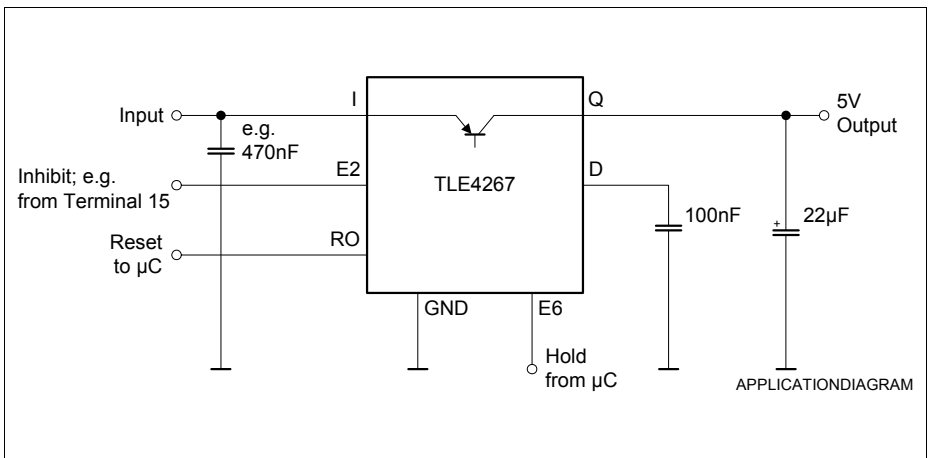 I
Q
5V
Input
Output
e.g.
470nF
E2
D
Inhibit; e.g.
from Terminal 15
TLE4267
100nF
+
22µF
RO
Reset
to µC
GND
E6
Hold
from µC
APPLICATIONDIAGRAM